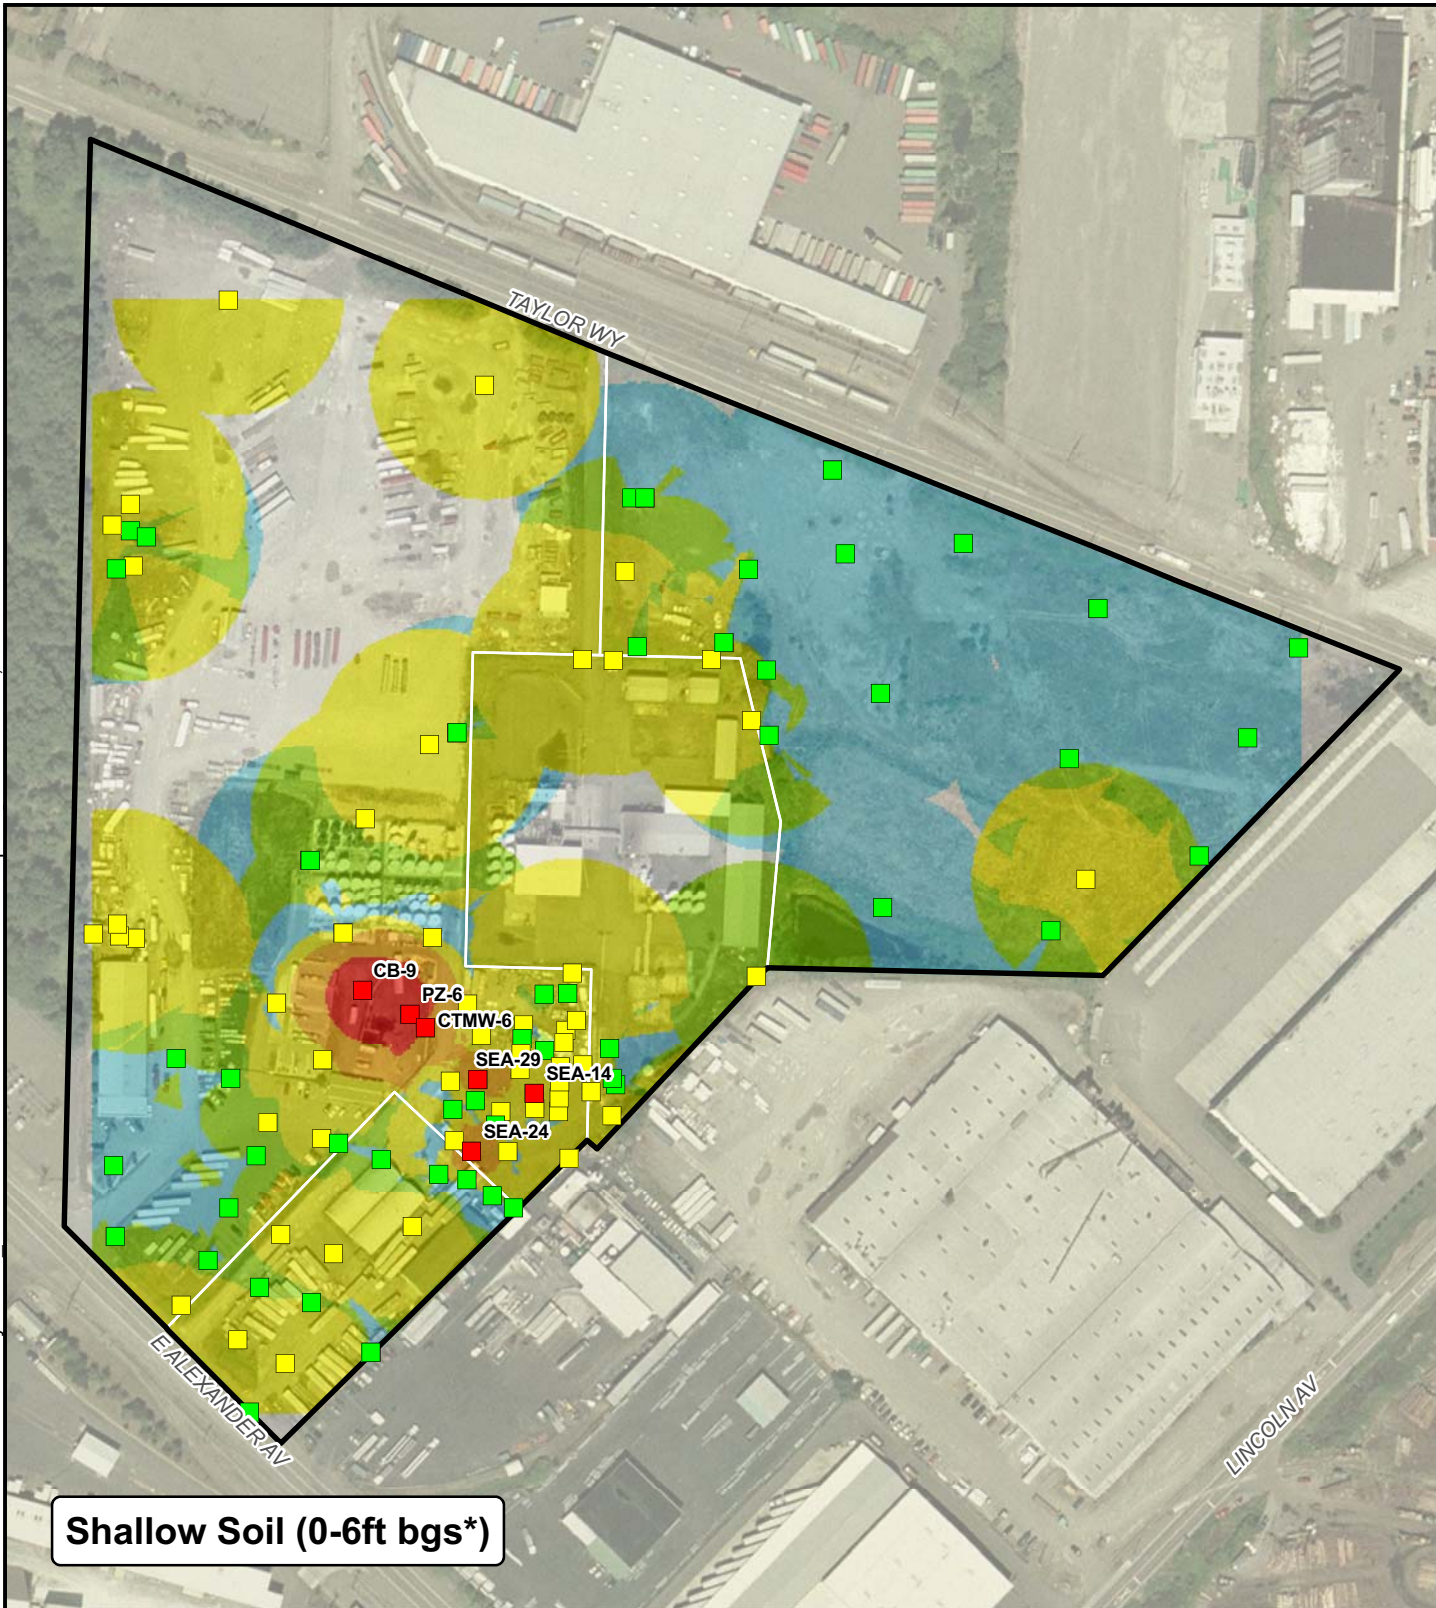 TAYLOR WY
CB-9
PZ-6
CTMW-6
SEA-29
SEA-14
SEA-24
E ALEXANDER AV
LINCOLN AV
Shallow Soil (0-6ft bgs*)